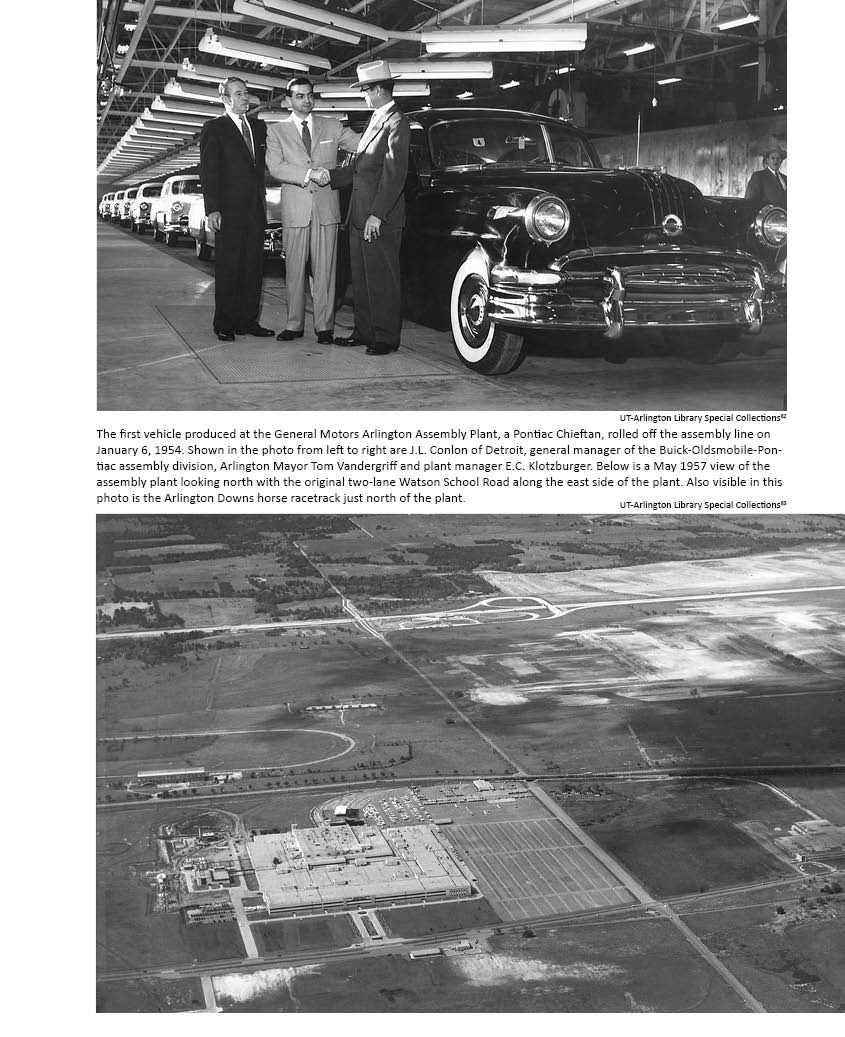 UT-Arlington Library Special Collections⁶²
The first vehicle produced at the General Motors Arlington Assembly Plant, a Pontiac Chieftan, rolled off the assembly line on
January 6, 1954. Shown in the photo from left to right are J.L. Conlon of Detroit, general manager of the Buick-Oldsmobile-Pon-
tiac assembly division, Arlington Mayor Tom Vandergriff and plant manager E.C. Klotzburger. Below is a May 1957 view of the
assembly plant looking north with the original two-lane Watson School Road along the east side of the plant. Also visible in this
photo is the Arlington Downs horse racetrack just north of the plant.
UT-Arlington Library Special Collections⁶³